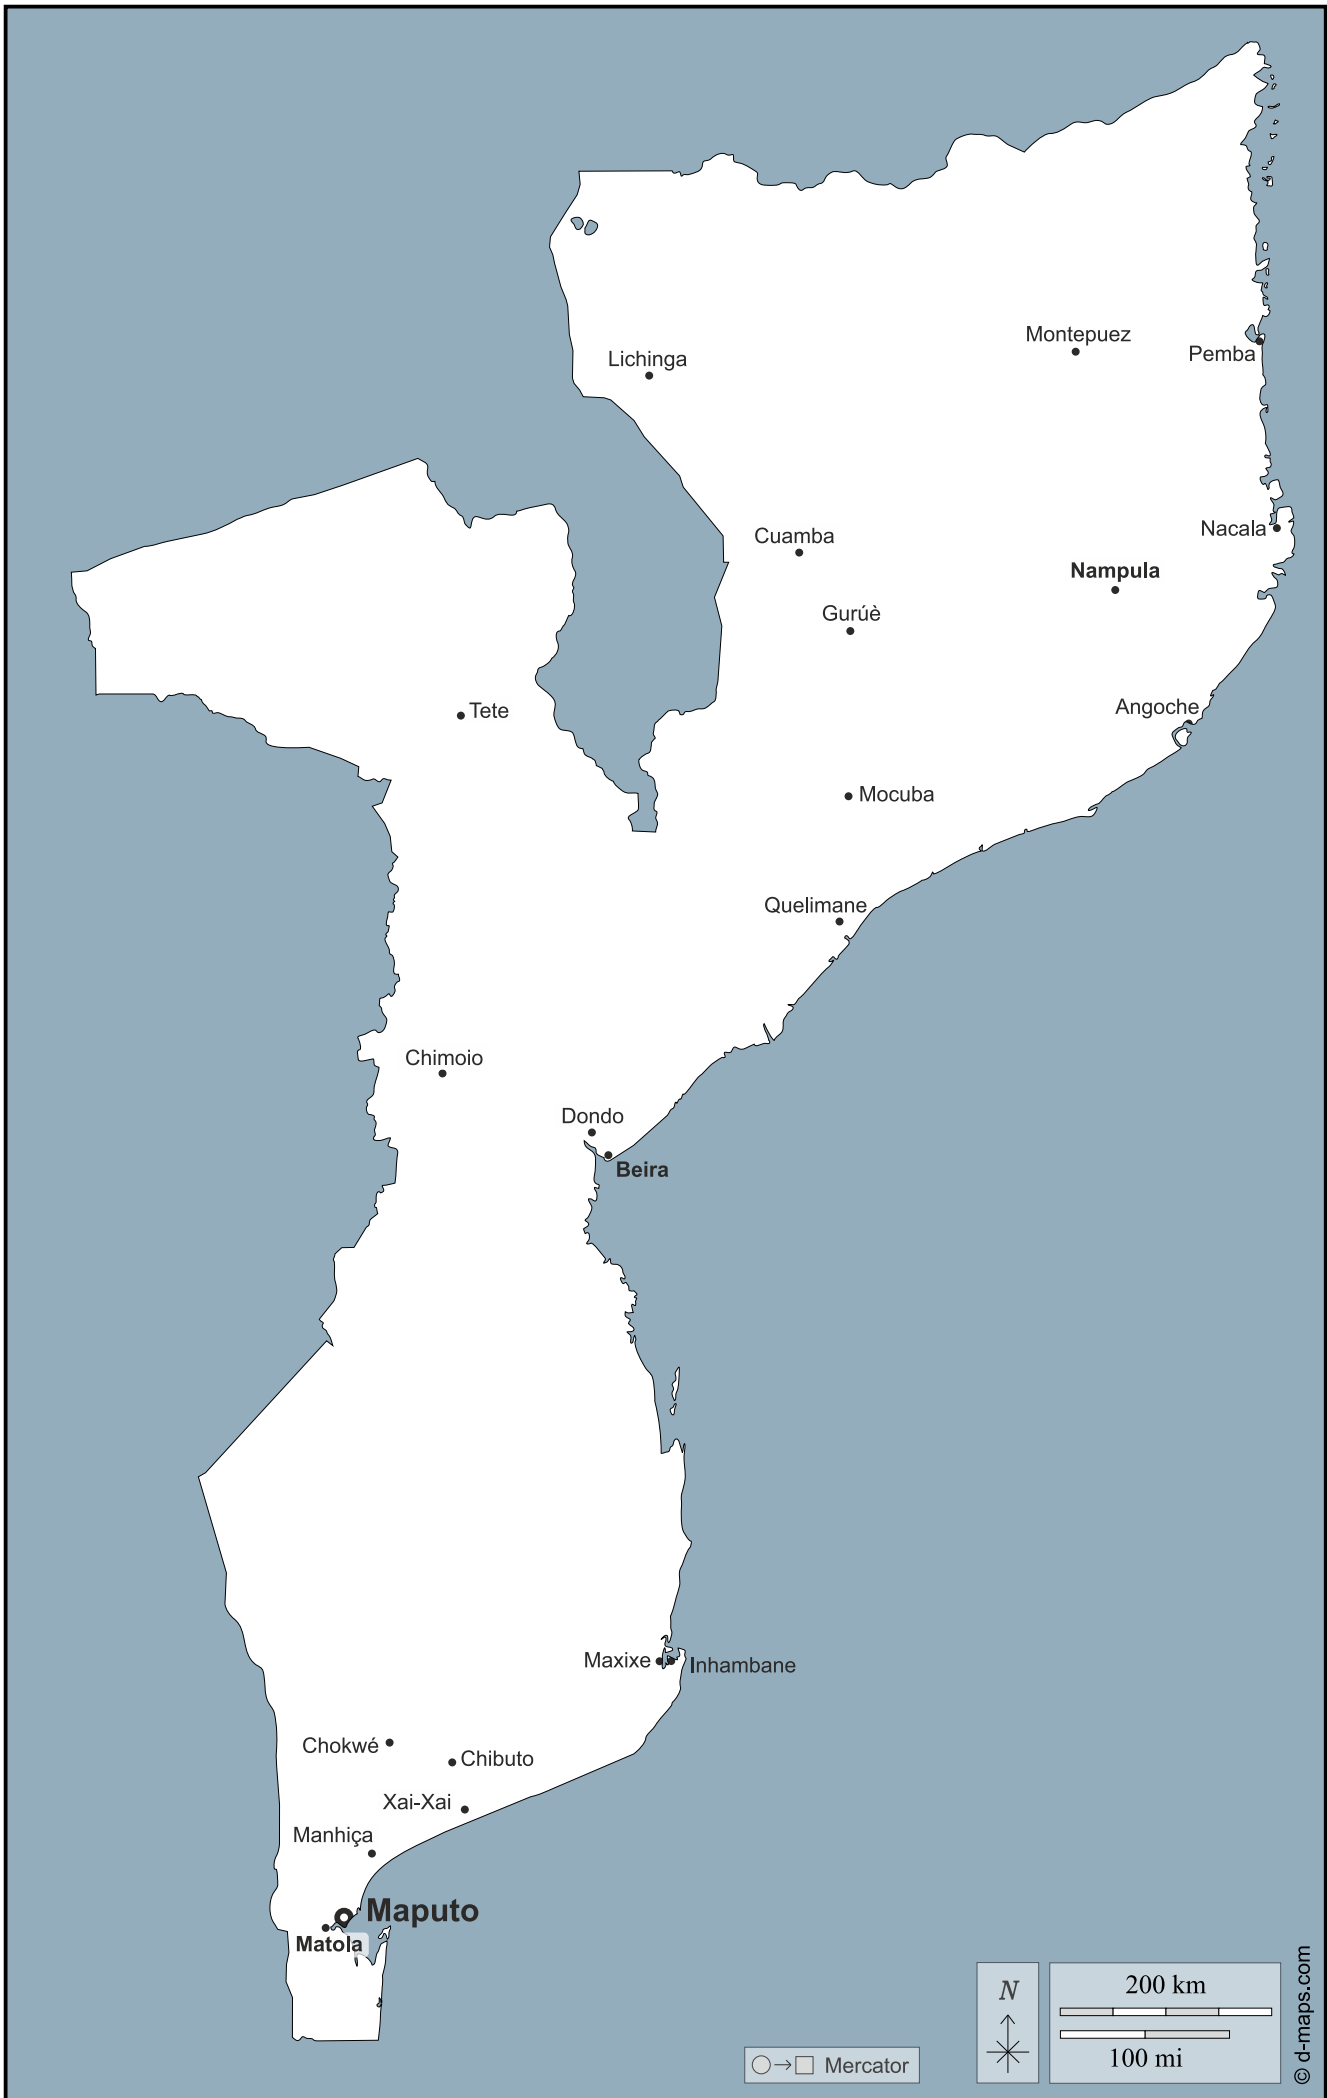 Montepuez
Lichinga
Pemba
Cuamba
Nacala
Nampula
Gurúè
Tete
Angoche
Mocuba
Quelimane
Chimoio
Dondo
Beira
Maxixe
Inhambane
Chokwé
Chibuto
Xai-Xai
Manhiça
Maputo
Matola
N
200 km
100 mi
Mercator
© d-maps.com